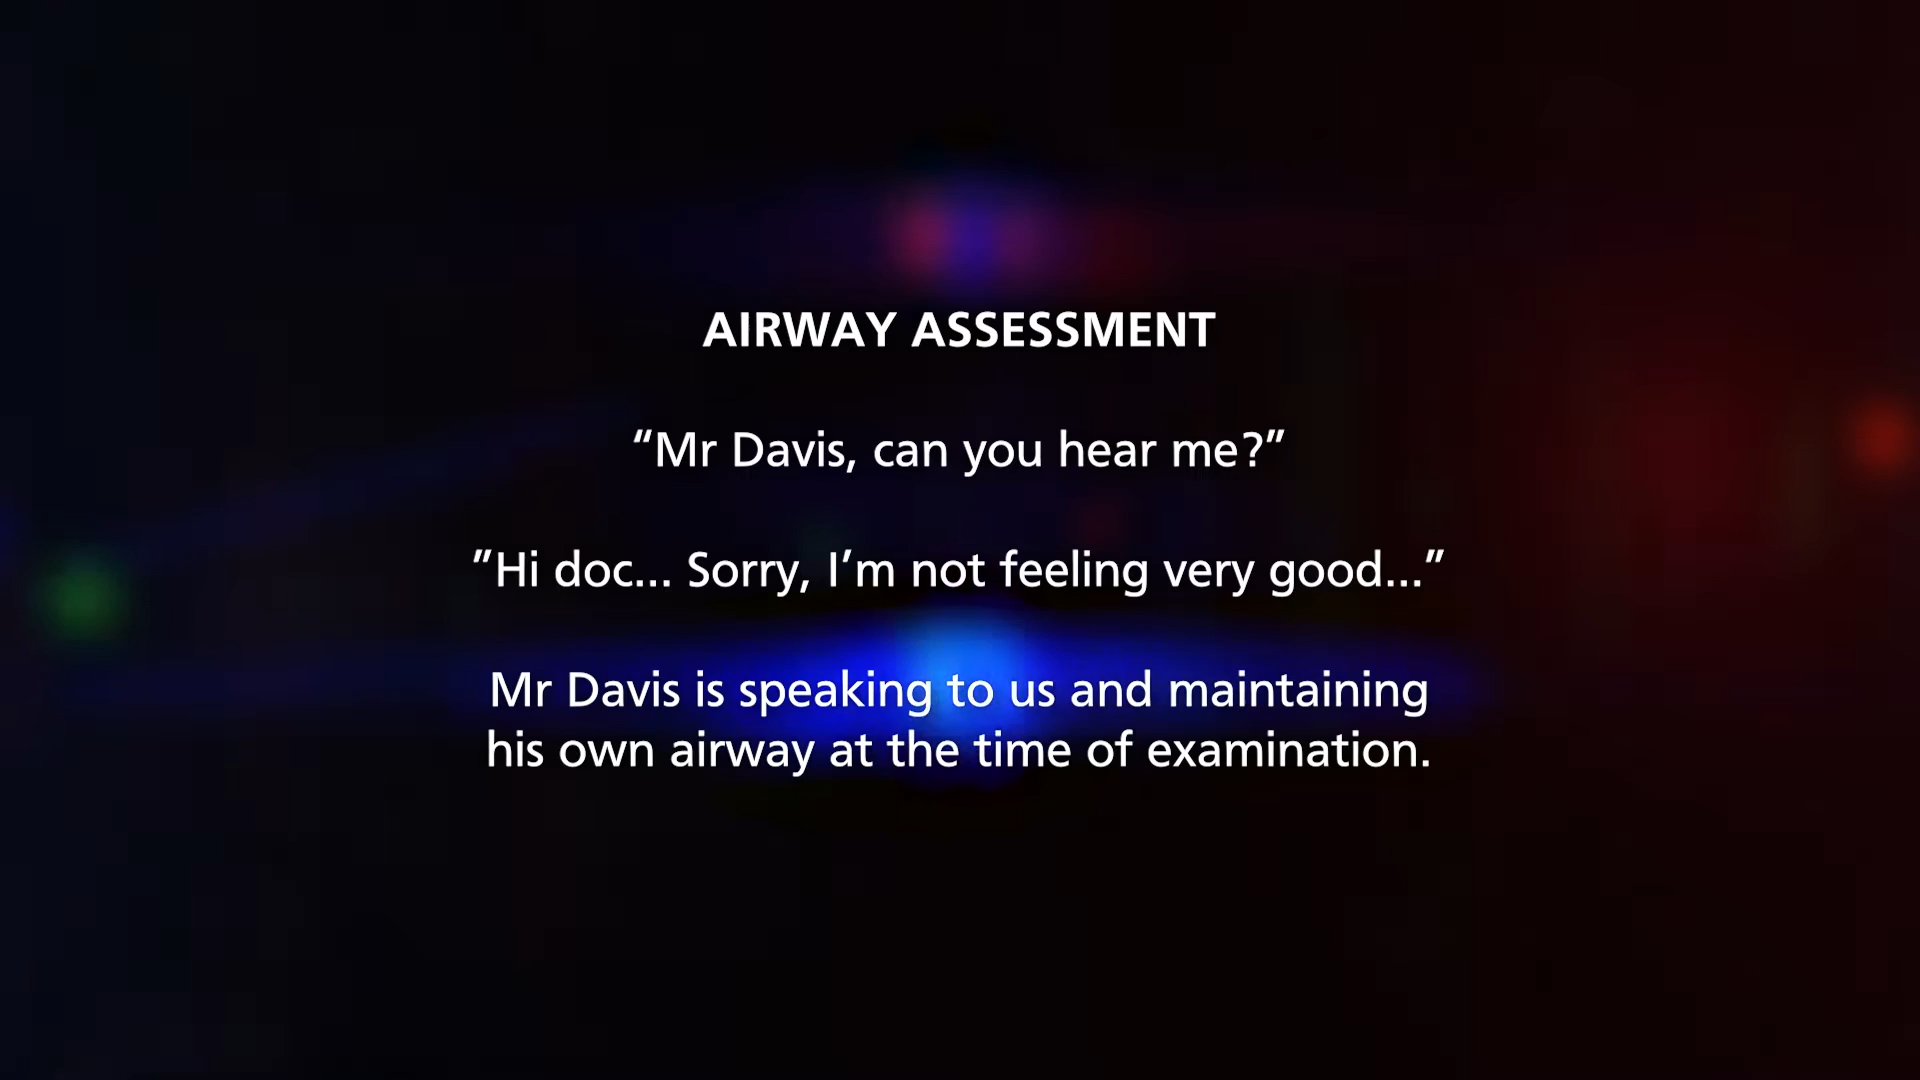 AIRWAY ASSESSMENT
“Mr Davis, can you hear me?”
”Hi doc... Sorry, I’m not feeling very good...”
Mr Davis is speaking to us and maintaining
his own airway at the time of examination.